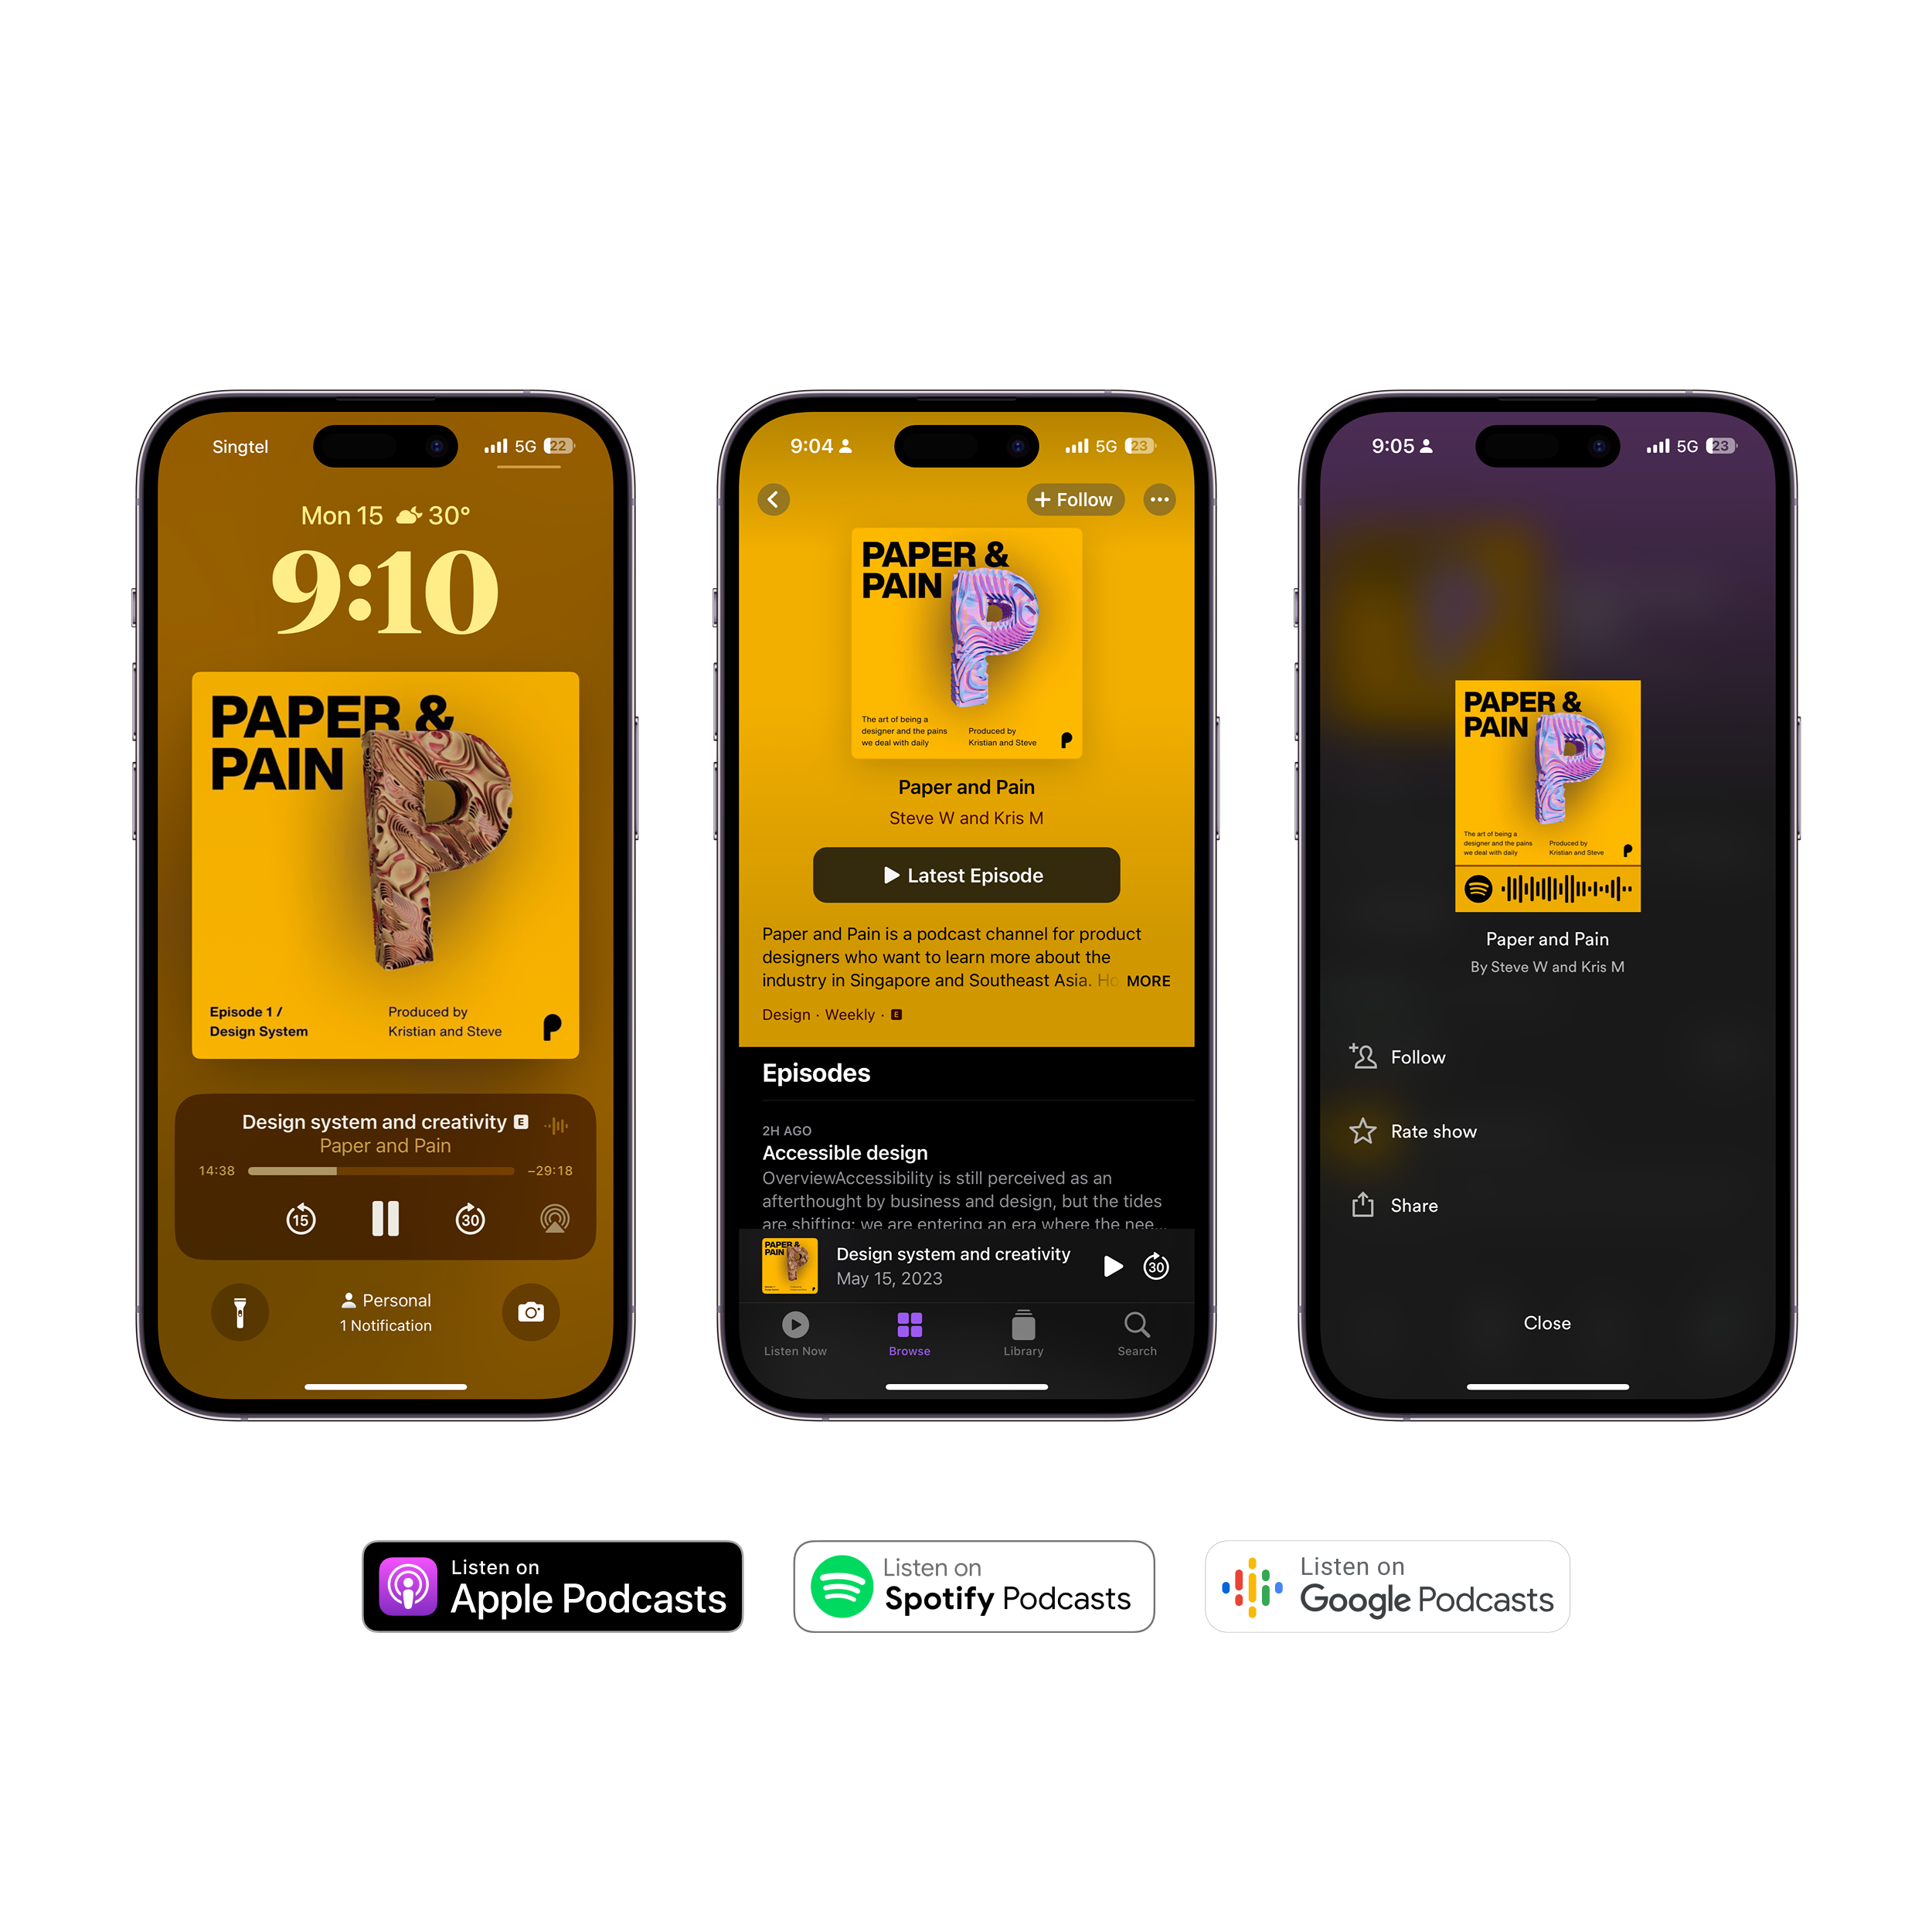 Singtel
5G 22
Mon 15 30°
9:10
PAPER &
PAIN
Episode 1 /
Design System
Produced by
Kristian and Steve
Design system and creativity E
Paper and Pain
14:38 −29:18
15 30
Personal
1 Notification
9:04 5G 23
+ Follow
PAPER &
PAIN
The art of being a
designer and the pains
we deal with daily
Produced by
Kristian and Steve
Paper and Pain
Steve W and Kris M
Latest Episode
Paper and Pain is a podcast channel for product
designers who want to learn more about the
industry in Singapore and Southeast Asia. Ho MORE
Design · Weekly · E
Episodes
2H AGO
Accessible design
OverviewAccessibility is still perceived as an
afterthought by business and design, but the tides
are shifting: we are entering an era where the nee...
PAPER &
PAIN
Design system and creativity
May 15, 2023
30
Listen Now Browse Library Search
9:05 5G 23
PAPER &
PAIN
The art of being a
designer and the pains
we deal with daily
Produced by
Kristian and Steve
Paper and Pain
By Steve W and Kris M
Follow
Rate show
Share
Close
Listen on
Apple Podcasts
Listen on
Spotify Podcasts
Listen on
Google Podcasts